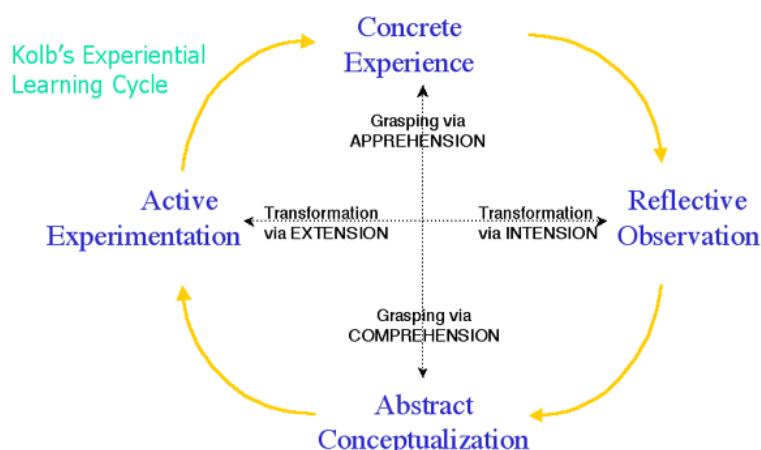 Kolb's Experiential
Learning Cycle
Concrete
Experience
Grasping via
APPREHENSION
Active
Experimentation
Transformation
via EXTENSION
Transformation
via INTENSION
Reflective
Observation
Grasping via
COMPREHENSION
Abstract
Conceptualization